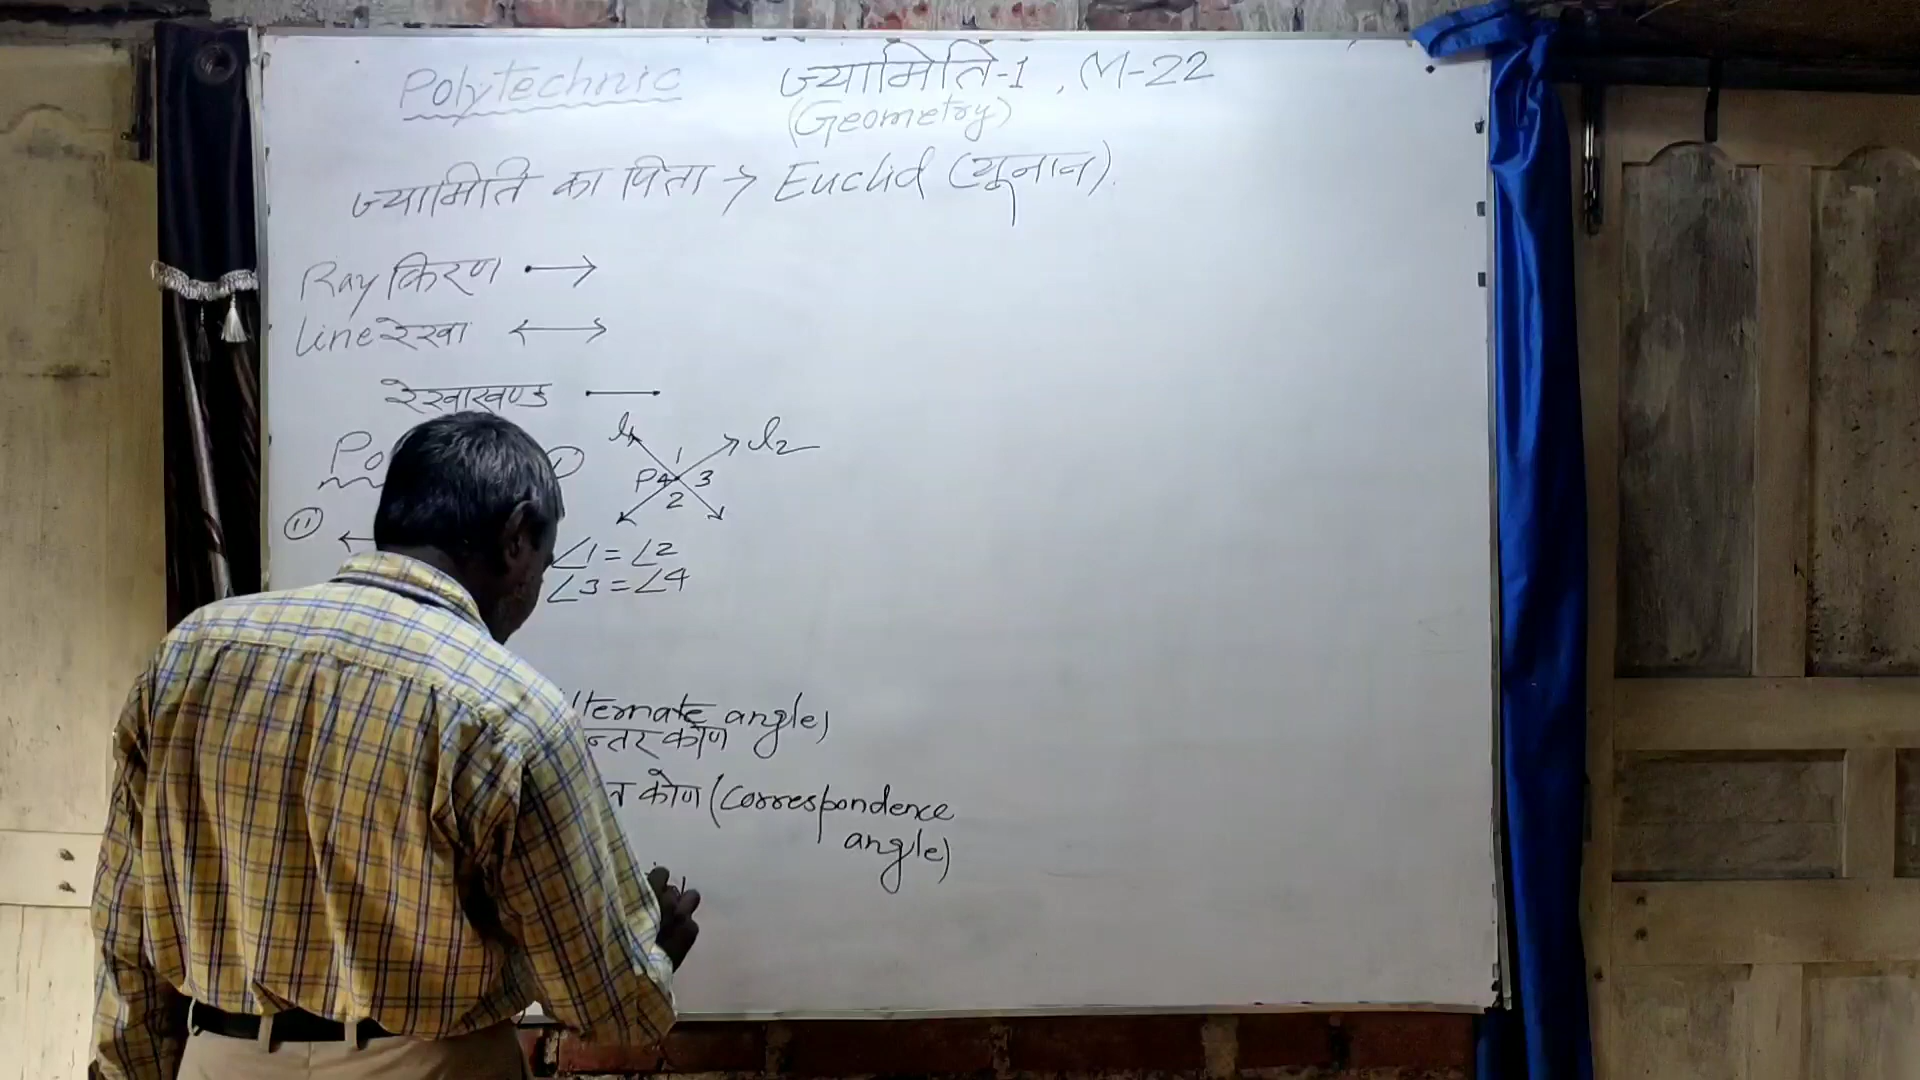 Polytechnic ज्यामिति-1, M-22
(Geometry)
ज्यामिति का पिता → Euclid (यूनान).
Ray किरण
line रेखा
रेखाखण्ड
l1 l2
1
P 4 3
2
(11)
∠1 = ∠2
∠3 = ∠4
lternate angle)
न्तर कोण
त कोण (Correspondence
angle)